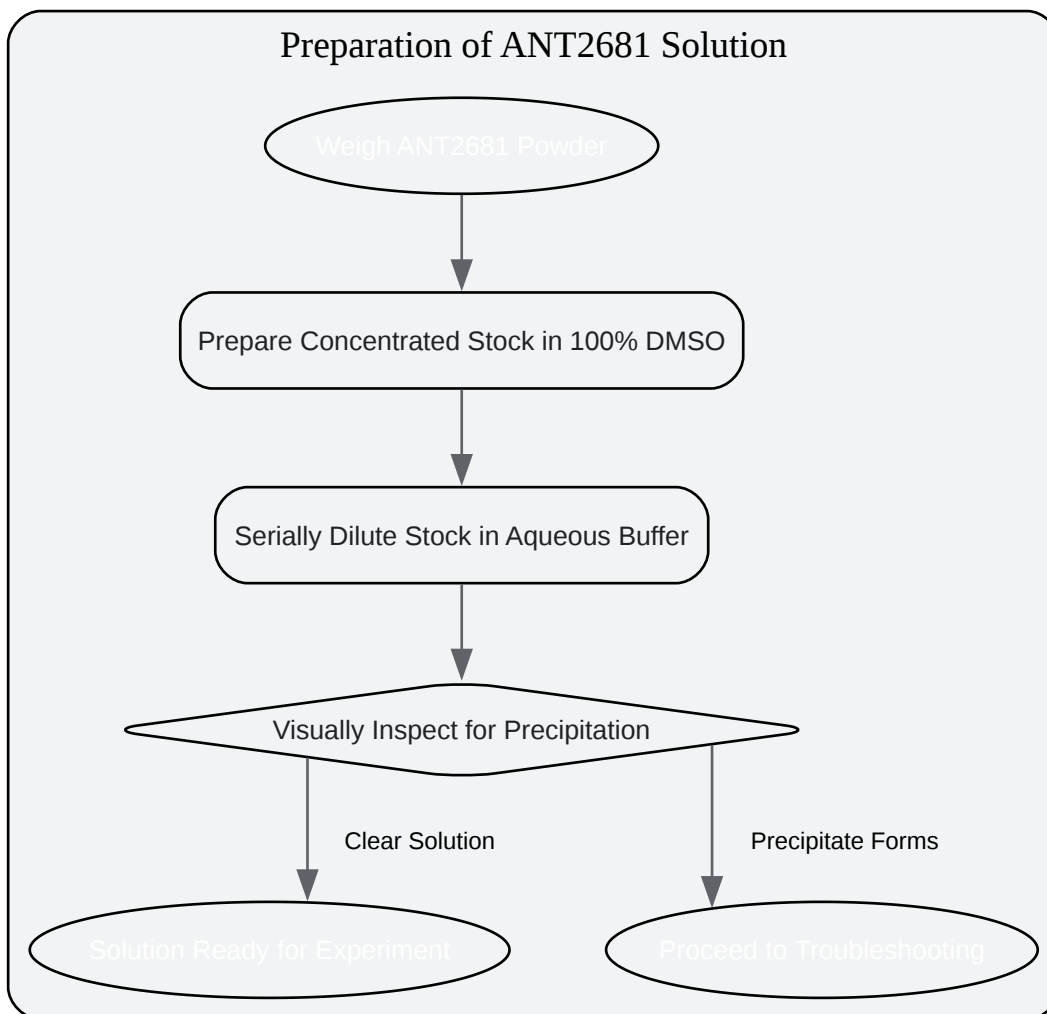 Preparation of ANT2681 Solution
Weigh ANT2681 Powder
Prepare Concentrated Stock in 100% DMSO
Serially Dilute Stock in Aqueous Buffer
Visually Inspect for Precipitation
Clear Solution
Precipitate Forms
Solution Ready for Experiment
Proceed to Troubleshooting